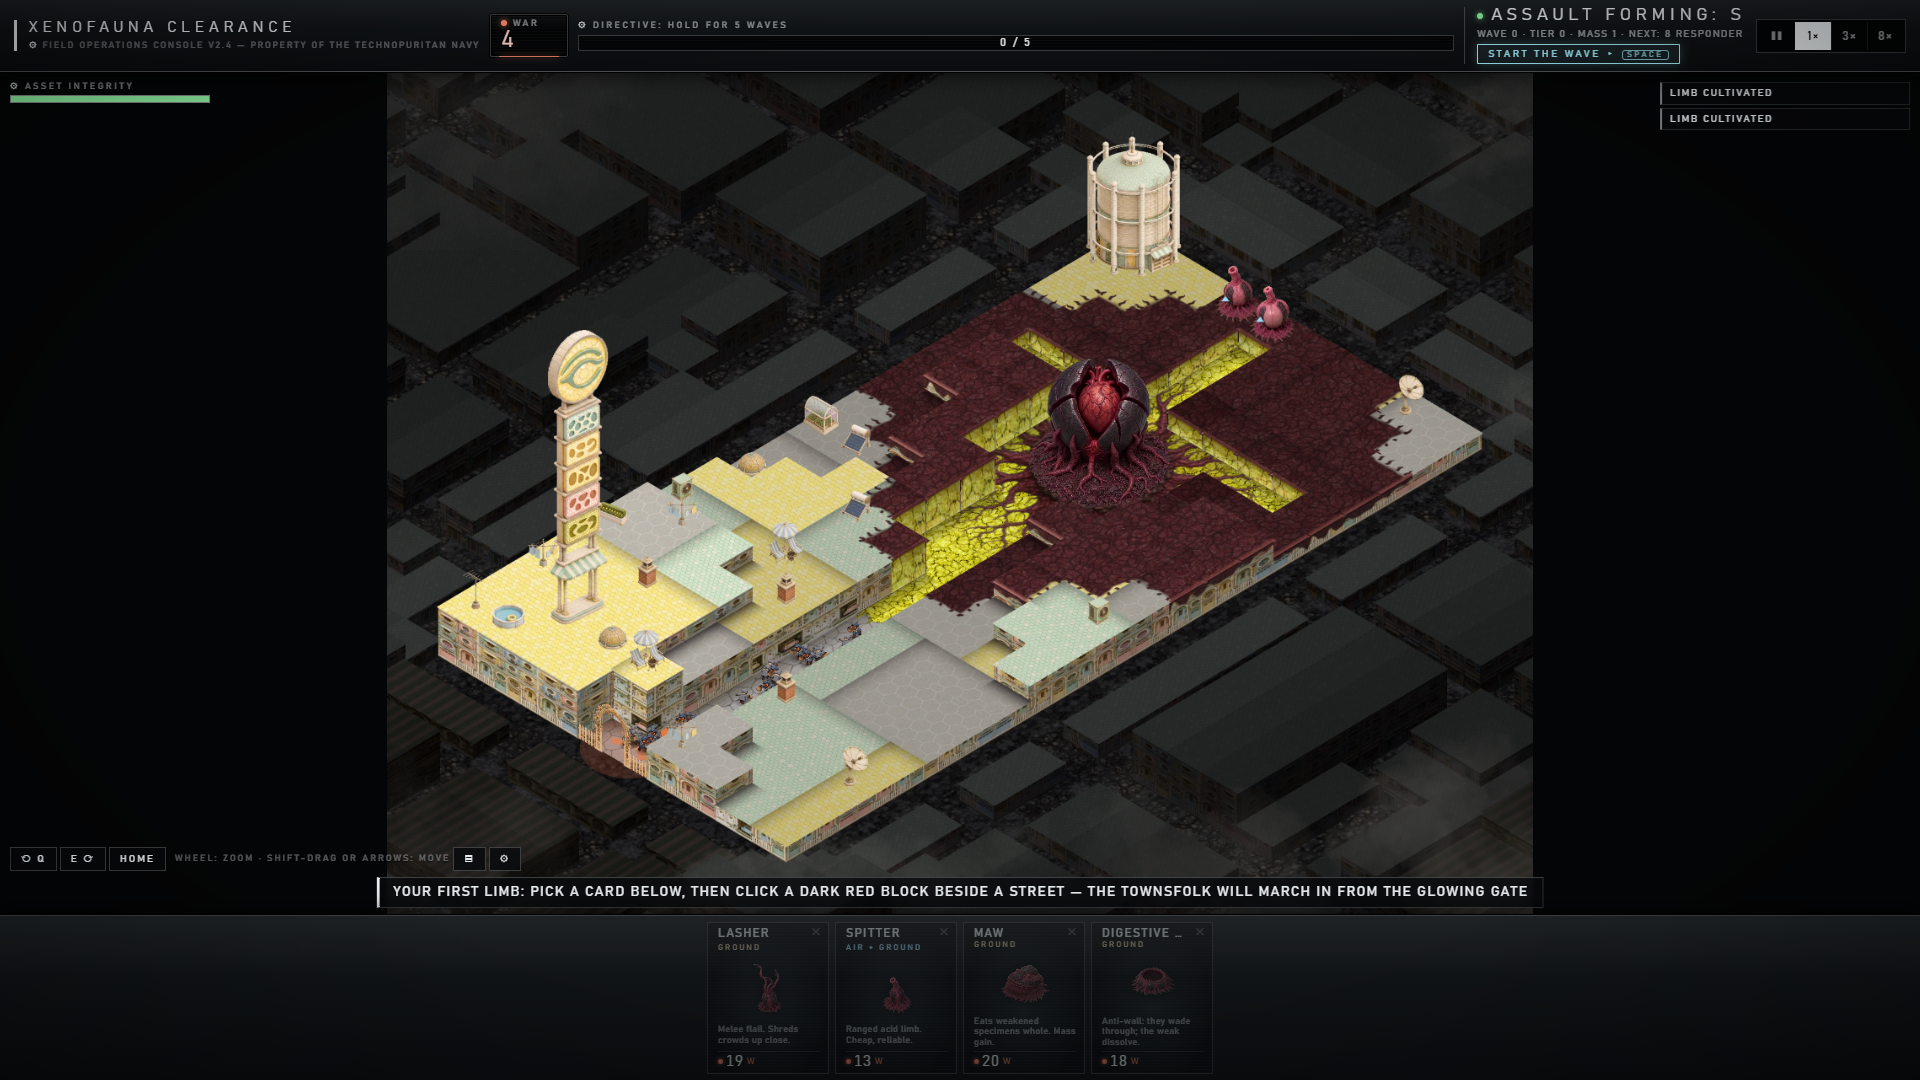 XENOFAUNA CLEARANCE
FIELD OPERATIONS CONSOLE V2.4 — PROPERTY OF THE TECHNOPURITAN NAVY
WAR
4
DIRECTIVE: HOLD FOR 5 WAVES
0 / 5
ASSAULT FORMING: S
WAVE 0 · TIER 0 · MASS 1 · NEXT: 8 RESPONDER
START THE WAVE ▸ SPACE
1×
3×
8×
ASSET INTEGRITY
LIMB CULTIVATED
LIMB CULTIVATED
Q
E
HOME
WHEEL: ZOOM · SHIFT-DRAG OR ARROWS: MOVE
YOUR FIRST LIMB: PICK A CARD BELOW, THEN CLICK A DARK RED BLOCK BESIDE A STREET — THE TOWNSFOLK WILL MARCH IN FROM THE GLOWING GATE
LASHER
GROUND
Melee flail. Shreds
crowds up close.
19 W
SPITTER
AIR + GROUND
Ranged acid limb.
Cheap, reliable.
13 W
MAW
GROUND
Eats weakened
specimens whole. Mass
gain.
20 W
DIGESTIVE …
GROUND
Anti-wall: they wade
through; the weak
dissolve.
18 W